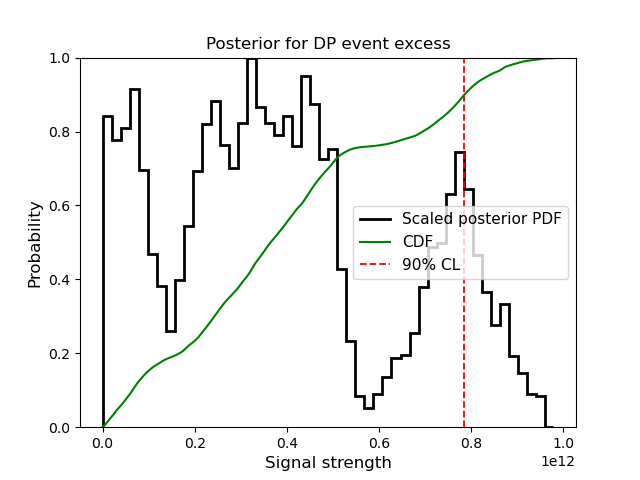 Posterior for DP event excess
Probability
1.0
0.8
0.6
0.4
0.2
0.0
Scaled posterior PDF
CDF
90% CL
0.0 0.2 0.4 0.6 0.8 1.0
1e12
Signal strength